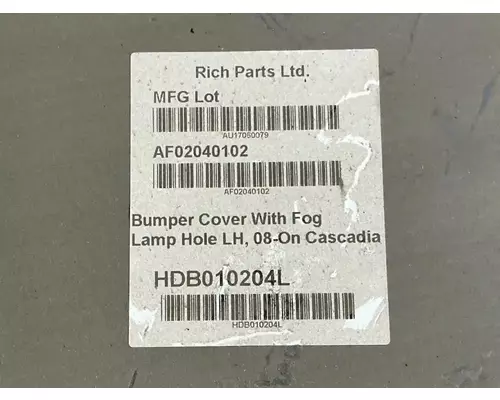 Rich Parts Ltd.
MFG Lot
AU17060079
AF02040102
AF02040102
Bumper Cover With Fog
Lamp Hole LH, 08-On Cascadia
HDB010204L
HDB010204L